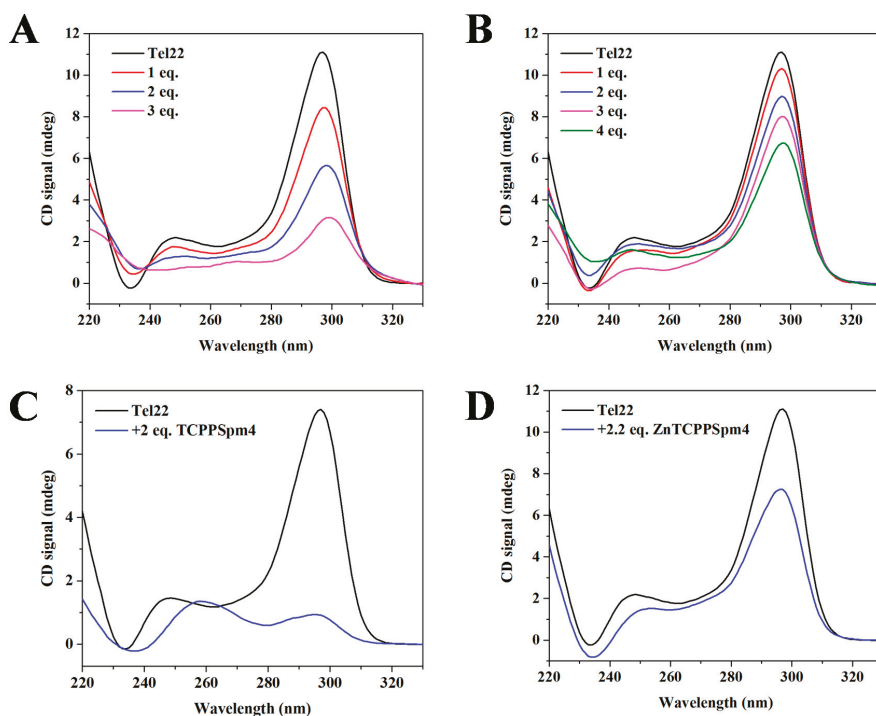 A
CD signal (mdeg)
12
10
8
6
4
2
0
Tel22
1 eq.
2 eq.
3 eq.
220 240 260 280 300 320
Wavelength (nm)
B
CD signal (mdeg)
12
10
8
6
4
2
0
Tel22
1 eq.
2 eq.
3 eq.
4 eq.
220 240 260 280 300 320
Wavelength (nm)
C
CD signal (mdeg)
8
6
4
2
0
Tel22
+2 eq. TCPPSpm4
220 240 260 280 300 320
Wavelength (nm)
D
CD signal (mdeg)
12
10
8
6
4
2
0
Tel22
+2.2 eq. ZnTCPPSpm4
220 240 260 280 300 320
Wavelength (nm)